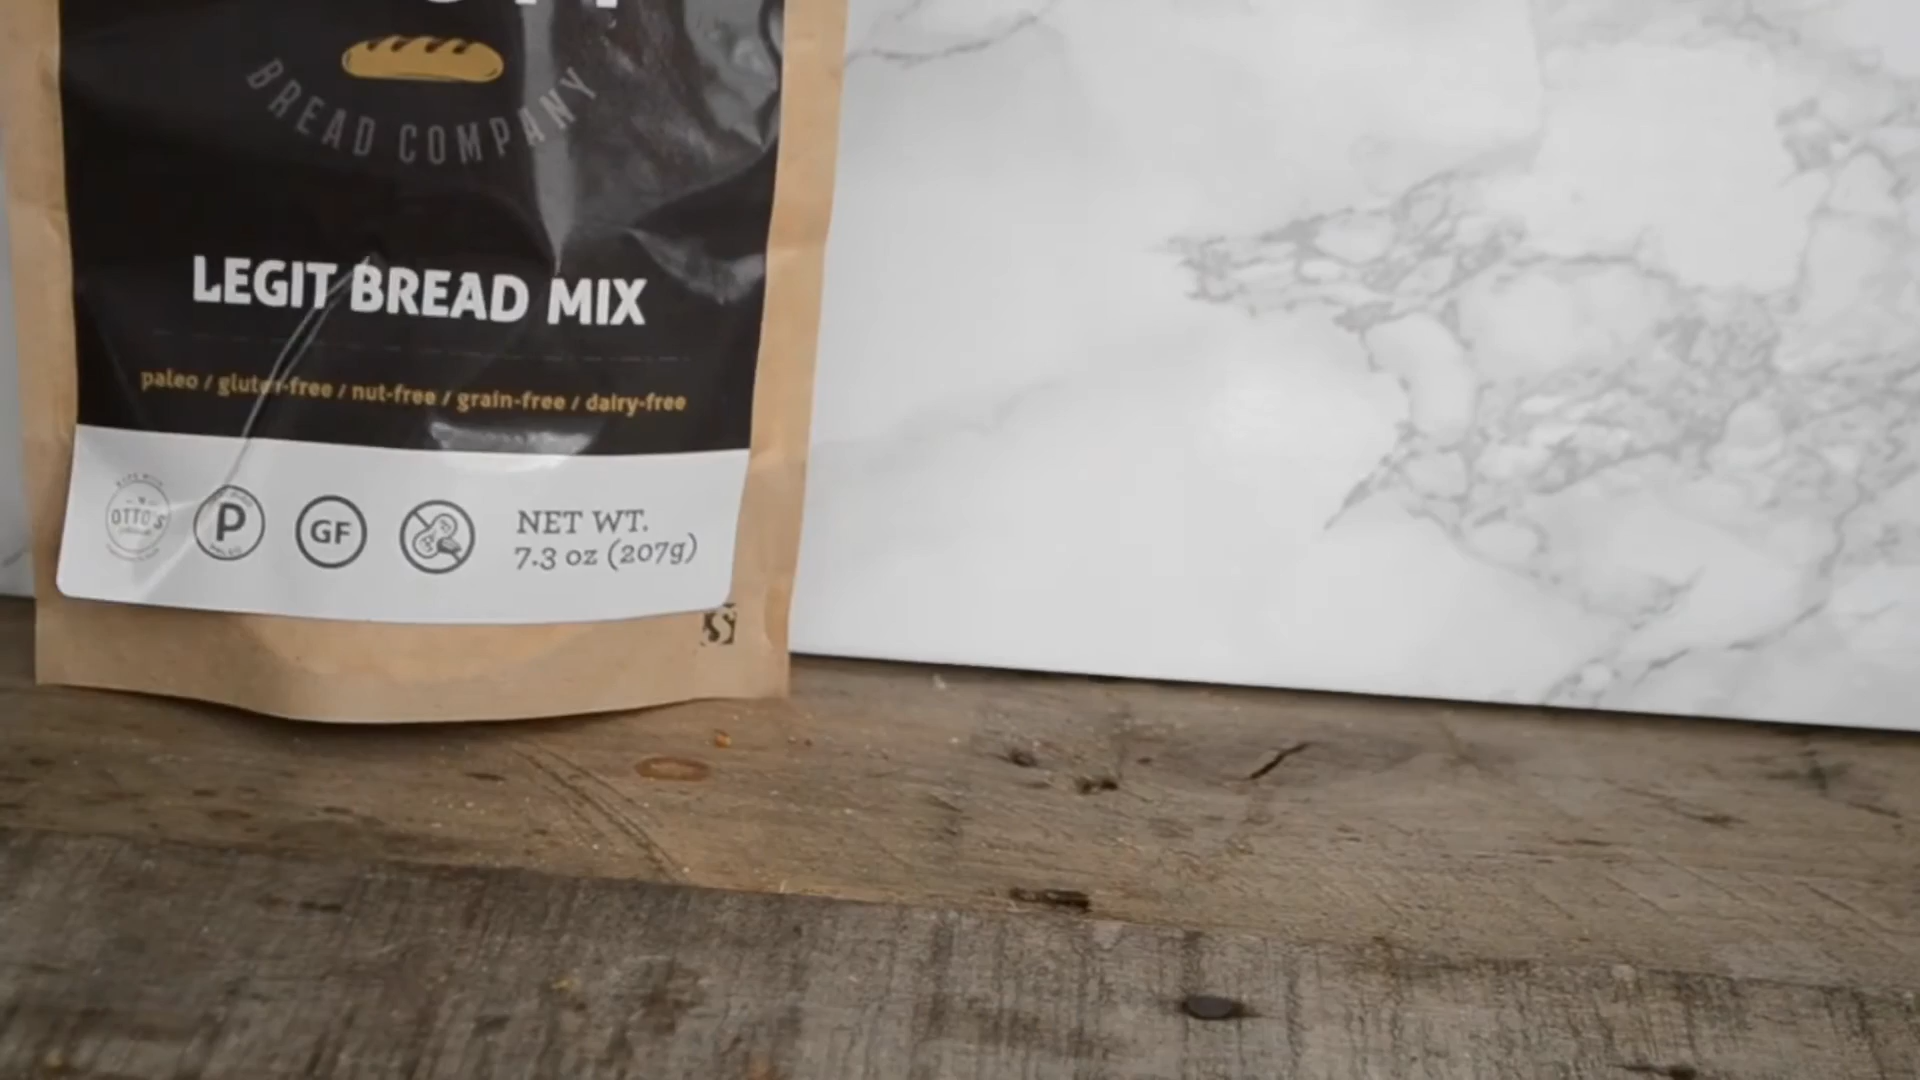 BREAD COMPANY
LEGIT BREAD MIX
paleo / gluten-free / nut-free / grain-free / dairy-free
OTTO'S
P
GF
NET WT.
7.3 oz (207g)